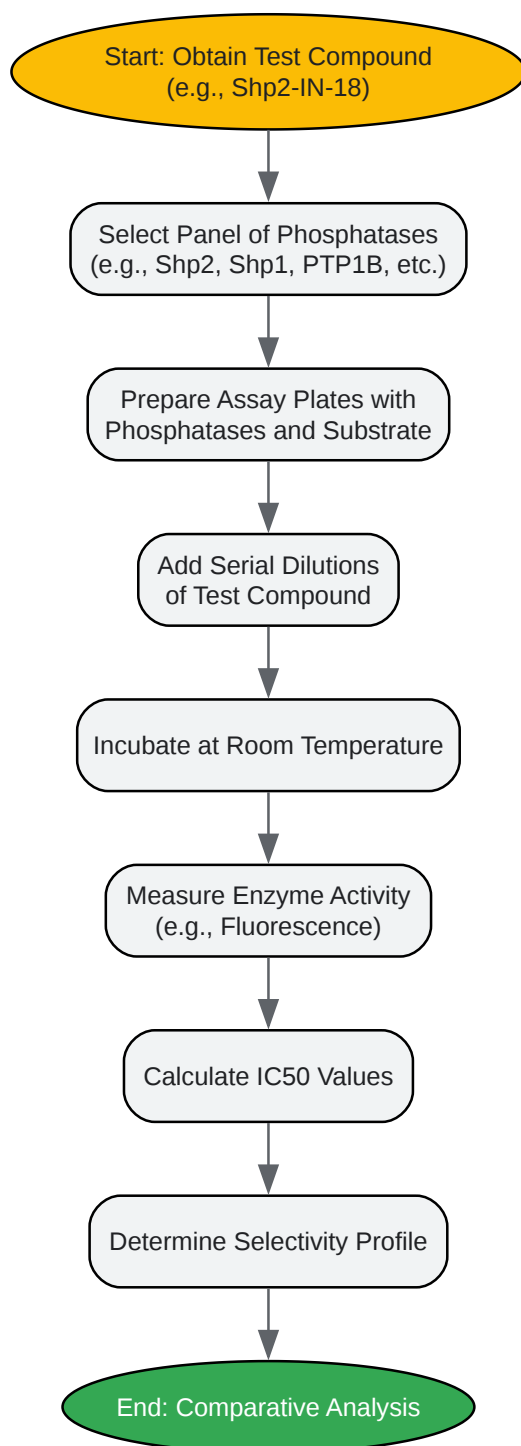 Start: Obtain Test Compound
(e.g., Shp2-IN-18)
Select Panel of Phosphatases
(e.g., Shp2, Shp1, PTP1B, etc.)
Prepare Assay Plates with
Phosphatases and Substrate
Add Serial Dilutions
of Test Compound
Incubate at Room Temperature
Measure Enzyme Activity
(e.g., Fluorescence)
Calculate IC50 Values
Determine Selectivity Profile
End: Comparative Analysis